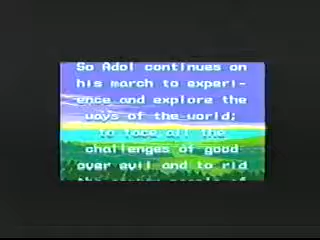 So Adol continues on
his march to experi-
ence and explore the
ways of the world;
to face all the
challenges of good
over evil and to rid